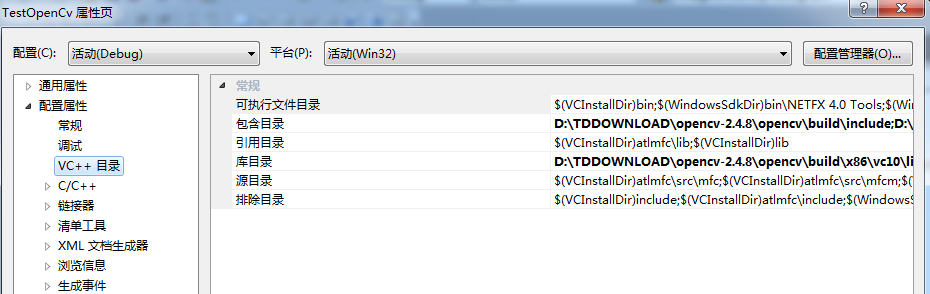 TestOpenCv 属性页
配置(C): 活动(Debug) 平台(P): 活动(Win32) 配置管理器(O)...
通用属性
配置属性
常规
调试
VC++ 目录
C/C++
链接器
清单工具
XML 文档生成器
浏览信息
生成事件
常规
可执行文件目录 $(VCInstallDir)bin;$(WindowsSdkDir)bin\NETFX 4.0 Tools;$(Win
包含目录 D:\TDDOWNLOAD\opencv-2.4.8\opencv\build\include;D:\
引用目录 $(VCInstallDir)atlmfc\lib;$(VCInstallDir)lib
库目录 D:\TDDOWNLOAD\opencv-2.4.8\opencv\build\x86\vc10\li
源目录 $(VCInstallDir)atlmfc\src\mfc;$(VCInstallDir)atlmfc\src\mfcm;$(
排除目录 $(VCInstallDir)include;$(VCInstallDir)atlmfc\include;$(WindowsS